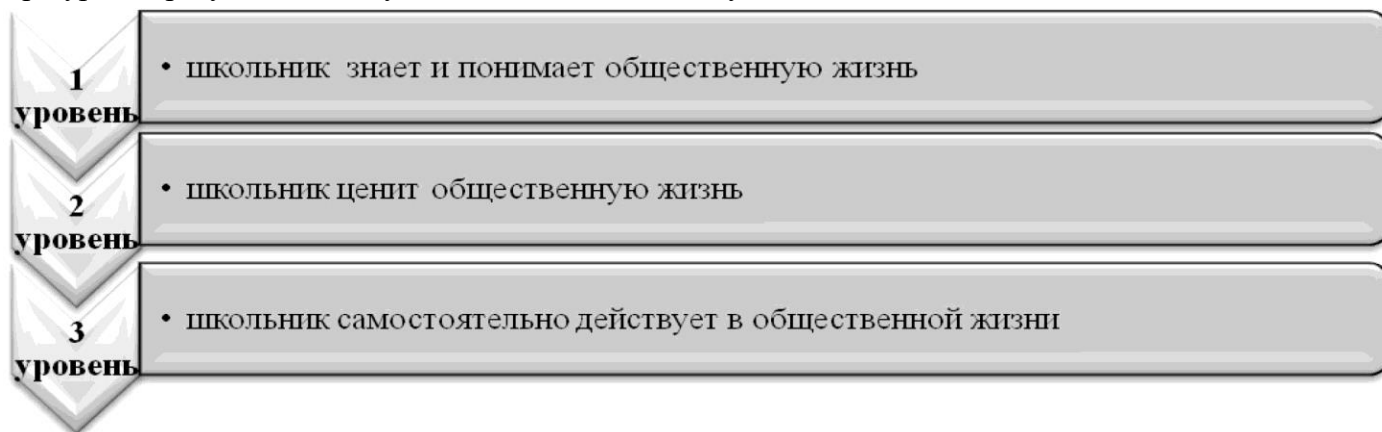 1
уровень
• школьник знает и понимает общественную жизнь
2
уровень
• школьник ценит общественную жизнь
3
уровень
• школьник самостоятельно действует в общественной жизни